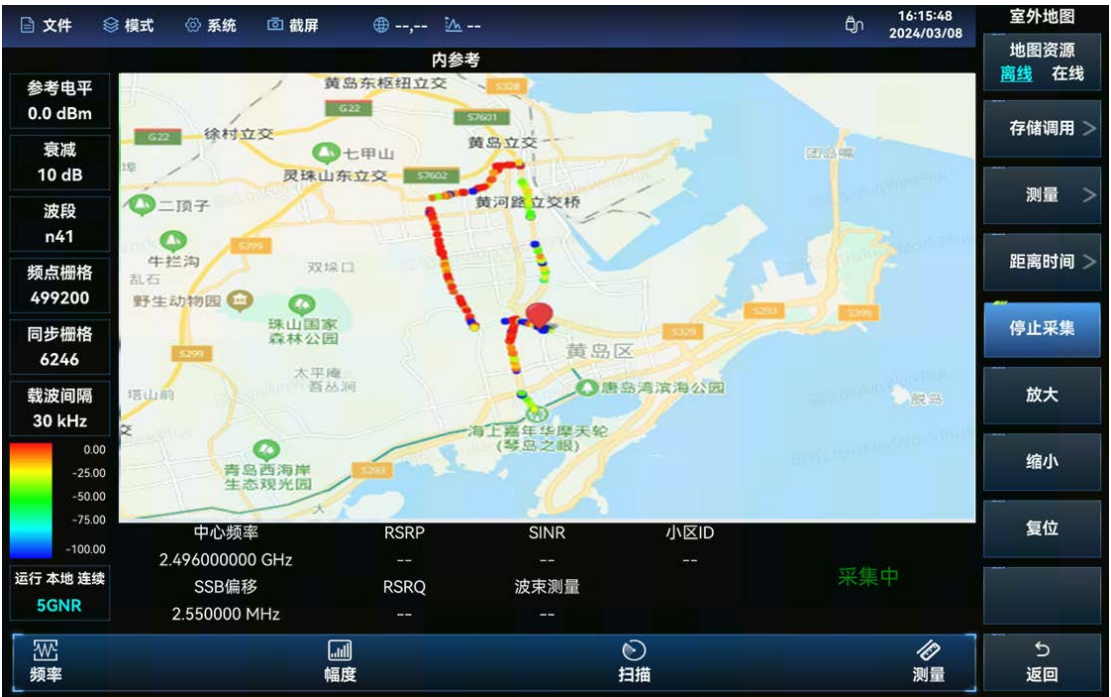 文件
模式
系统
截屏
--,--
--
16:15:48
2024/03/08
室外地图
内参考
参考电平
0.0 dBm
衰减
10 dB
波段
n41
频点栅格
499200
同步栅格
6246
载波间隔
30 kHz
0.00
-25.00
-50.00
-75.00
-100.00
运行 本地 连续
5GNR
黄岛东枢纽立交
S328
G22
S7601
G22
徐村立交
黄岛立交
七甲山
团岛嘴
灵珠山东立交
S7602
二顶子
黄河路立交桥
S399
牛拦沟
双垛口
乱石
野生动物园
珠山国家
森林公园
S293
S399
S329
S299
黄岛区
太平庵
吾丛涧
塔山前
唐岛湾滨海公园
脱岛
海上嘉年华摩天轮
(琴岛之眼)
青岛西海岸
生态观光园
S293
大
中心频率
RSRP
SINR
小区ID
2.496000000 GHz
--
--
--
SSB偏移
RSRQ
波束测量
2.550000 MHz
--
--
采集中
地图资源
离线 在线
存储调用 >
测量 >
距离时间 >
停止采集
放大
缩小
复位
返回
频率
幅度
扫描
测量